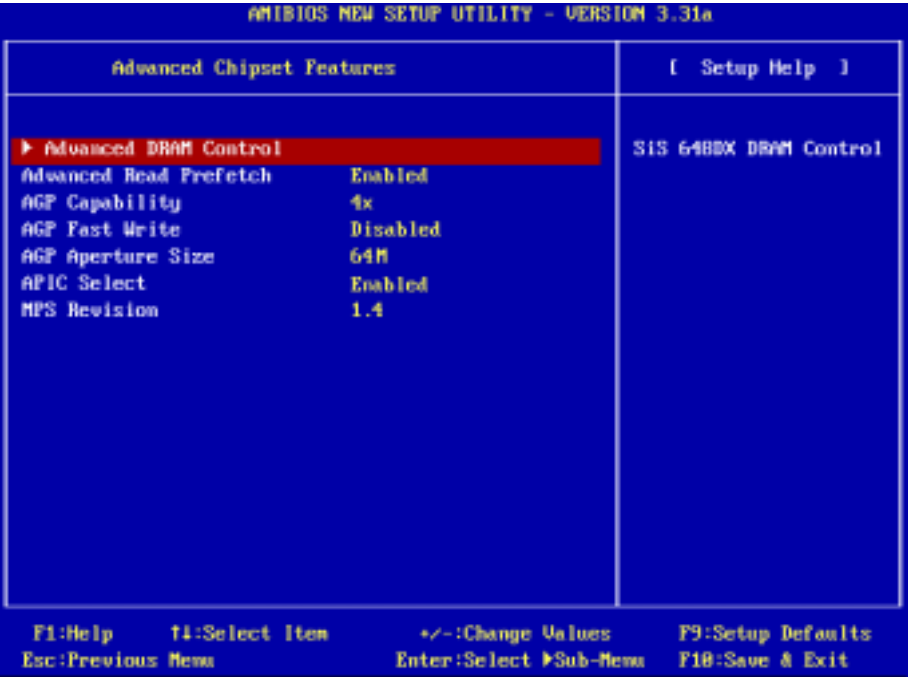 AMIBIOS NEW SETUP UTILITY - VERSION 3.31a
Advanced Chipset Features
[ Setup Help ]
▶ Advanced DRAM Control
SiS 648DX DRAM Control
Advanced Read Prefetch Enabled
AGP Capability 4x
AGP Fast Write Disabled
AGP Aperture Size 64M
APIC Select Enabled
MPS Revision 1.4
F1:Help ↑↓:Select Item +/-:Change Values F9:Setup Defaults
Esc:Previous Menu Enter:Select ▶Sub-Menu F10:Save & Exit